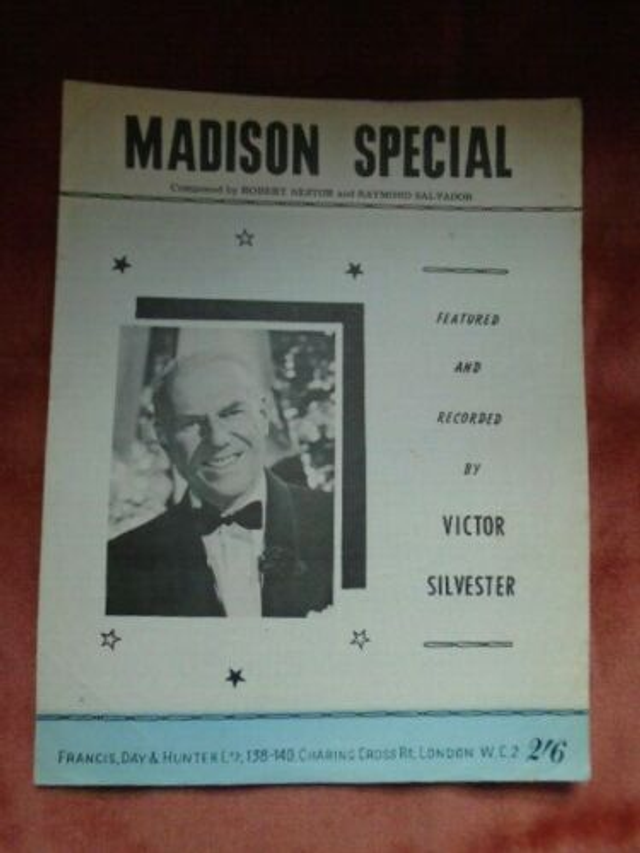 MADISON SPECIAL
Composed by ROBERT NESTOR and RAYMOND SALVADOR
FEATURED
AND
RECORDED
BY
VICTOR
SILVESTER
FRANCIS, DAY & HUNTER LTD, 138-140, CHARING CROSS RD, LONDON W.C.2 2/6